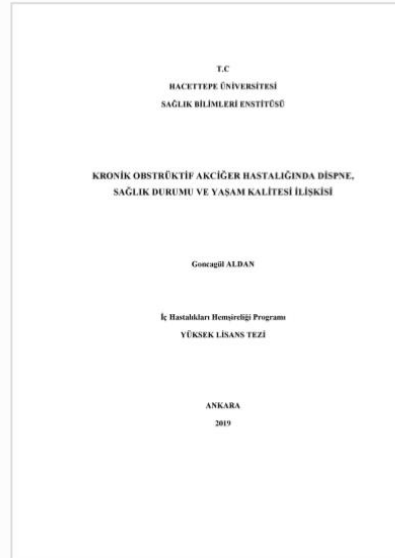 T.C
HACETTEPE ÜNİVERSİTESİ
SAĞLIK BİLİMLERİ ENSTİTÜSÜ
KRONİK OBSTRÜKTİF AKCİĞER HASTALIĞINDA DİSPNE,
SAĞLIK DURUMU VE YAŞAM KALİTESİ İLİŞKİSİ
Goncagül ALDAN
İç Hastalıkları Hemşireliği Programı
YÜKSEK LİSANS TEZİ
ANKARA
2019